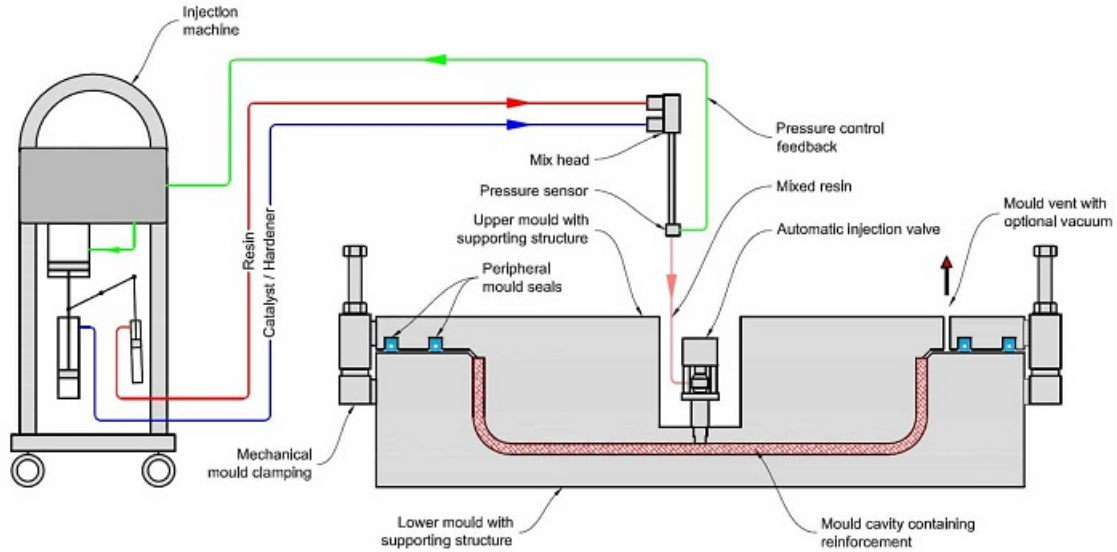 Injection
machine
Resin
Catalyst / Hardener
Mix head
Pressure control
feedback
Pressure sensor
Mixed resin
Upper mould with
supporting structure
Automatic injection valve
Mould vent with
optional vacuum
Peripheral
mould seals
Mechanical
mould clamping
Lower mould with
supporting structure
Mould cavity containing
reinforcement